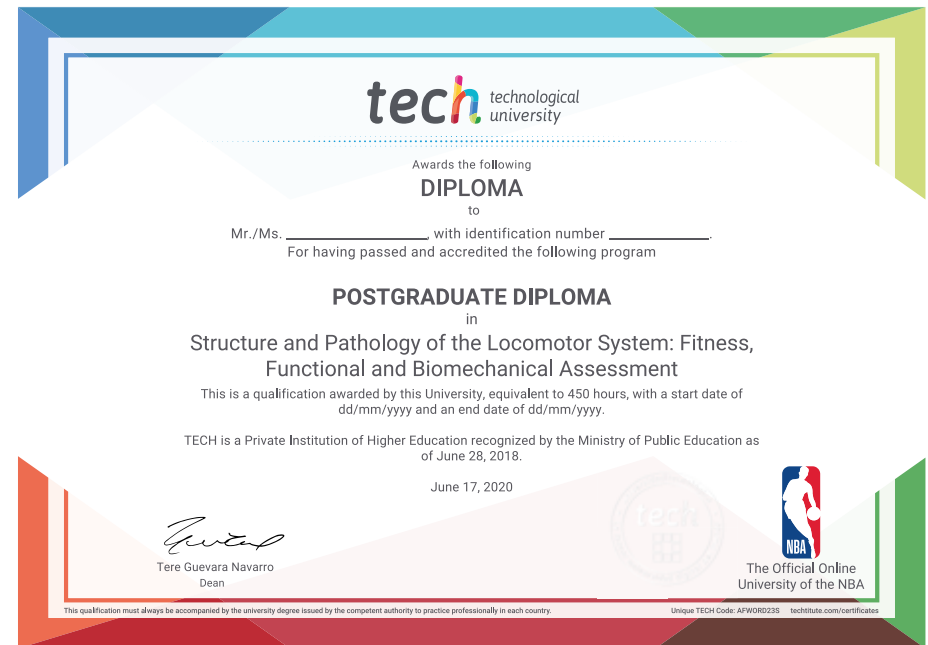 tech technological
university
Awards the following
DIPLOMA
to
Mr./Ms. ____________________, with identification number ______________.
For having passed and accredited the following program
POSTGRADUATE DIPLOMA
in
Structure and Pathology of the Locomotor System: Fitness,
Functional and Biomechanical Assessment
This is a qualification awarded by this University, equivalent to 450 hours, with a start date of
dd/mm/yyyy and an end date of dd/mm/yyyy.
TECH is a Private Institution of Higher Education recognized by the Ministry of Public Education as
of June 28, 2018.
June 17, 2020
tech
NBA
Tere Guevara Navarro
Dean
The Official Online
University of the NBA
This qualification must always be accompanied by the university degree issued by the competent authority to practice professionally in each country.
Unique TECH Code: AFWORD23S techtitute.com/certificates